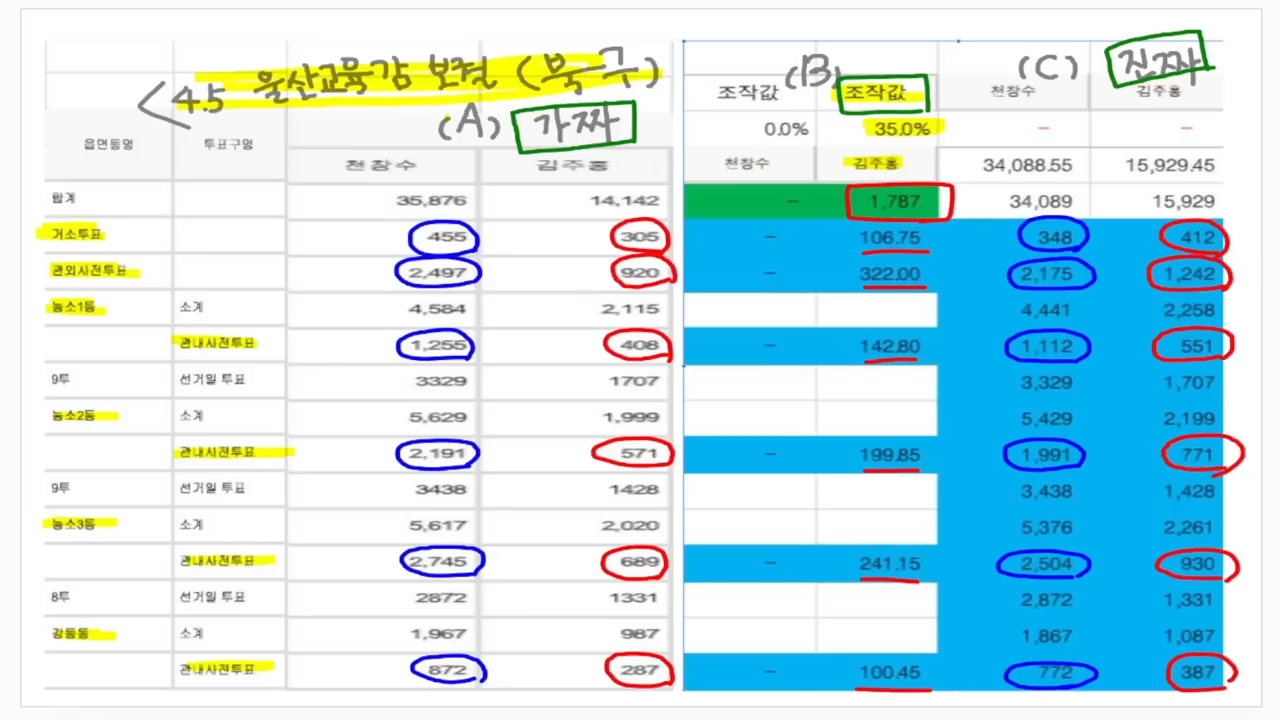 <4.5 울산교육감 보선 (북구)
(A) 가짜
(B)
(C) 진짜
조작값 조작값 천창수 김주홍
0.0% 35.0% – –
읍면동명 투표구명 천창수 김주홍 천창수 김주홍 34,088.55 15,929.45
합계 35,876 14,142 – 1,787 34,089 15,929
거소투표 455 305 – 106.75 348 412
관외사전투표 2,497 920 – 322.00 2,175 1,242
농소1동 소계 4,584 2,115 4,441 2,258
관내사전투표 1,255 408 – 142.80 1,112 551
9투 선거일 투표 3329 1707 3,329 1,707
농소2동 소계 5,629 1,999 5,429 2,199
관내사전투표 2,191 571 – 199.85 1,991 771
9투 선거일 투표 3438 1428 3,438 1,428
농소3동 소계 5,617 2,020 5,376 2,261
관내사전투표 2,745 689 – 241.15 2,504 930
8투 선거일 투표 2872 1331 2,872 1,331
강동동 소계 1,967 987 1,867 1,087
관내사전투표 872 287 – 100.45 772 387